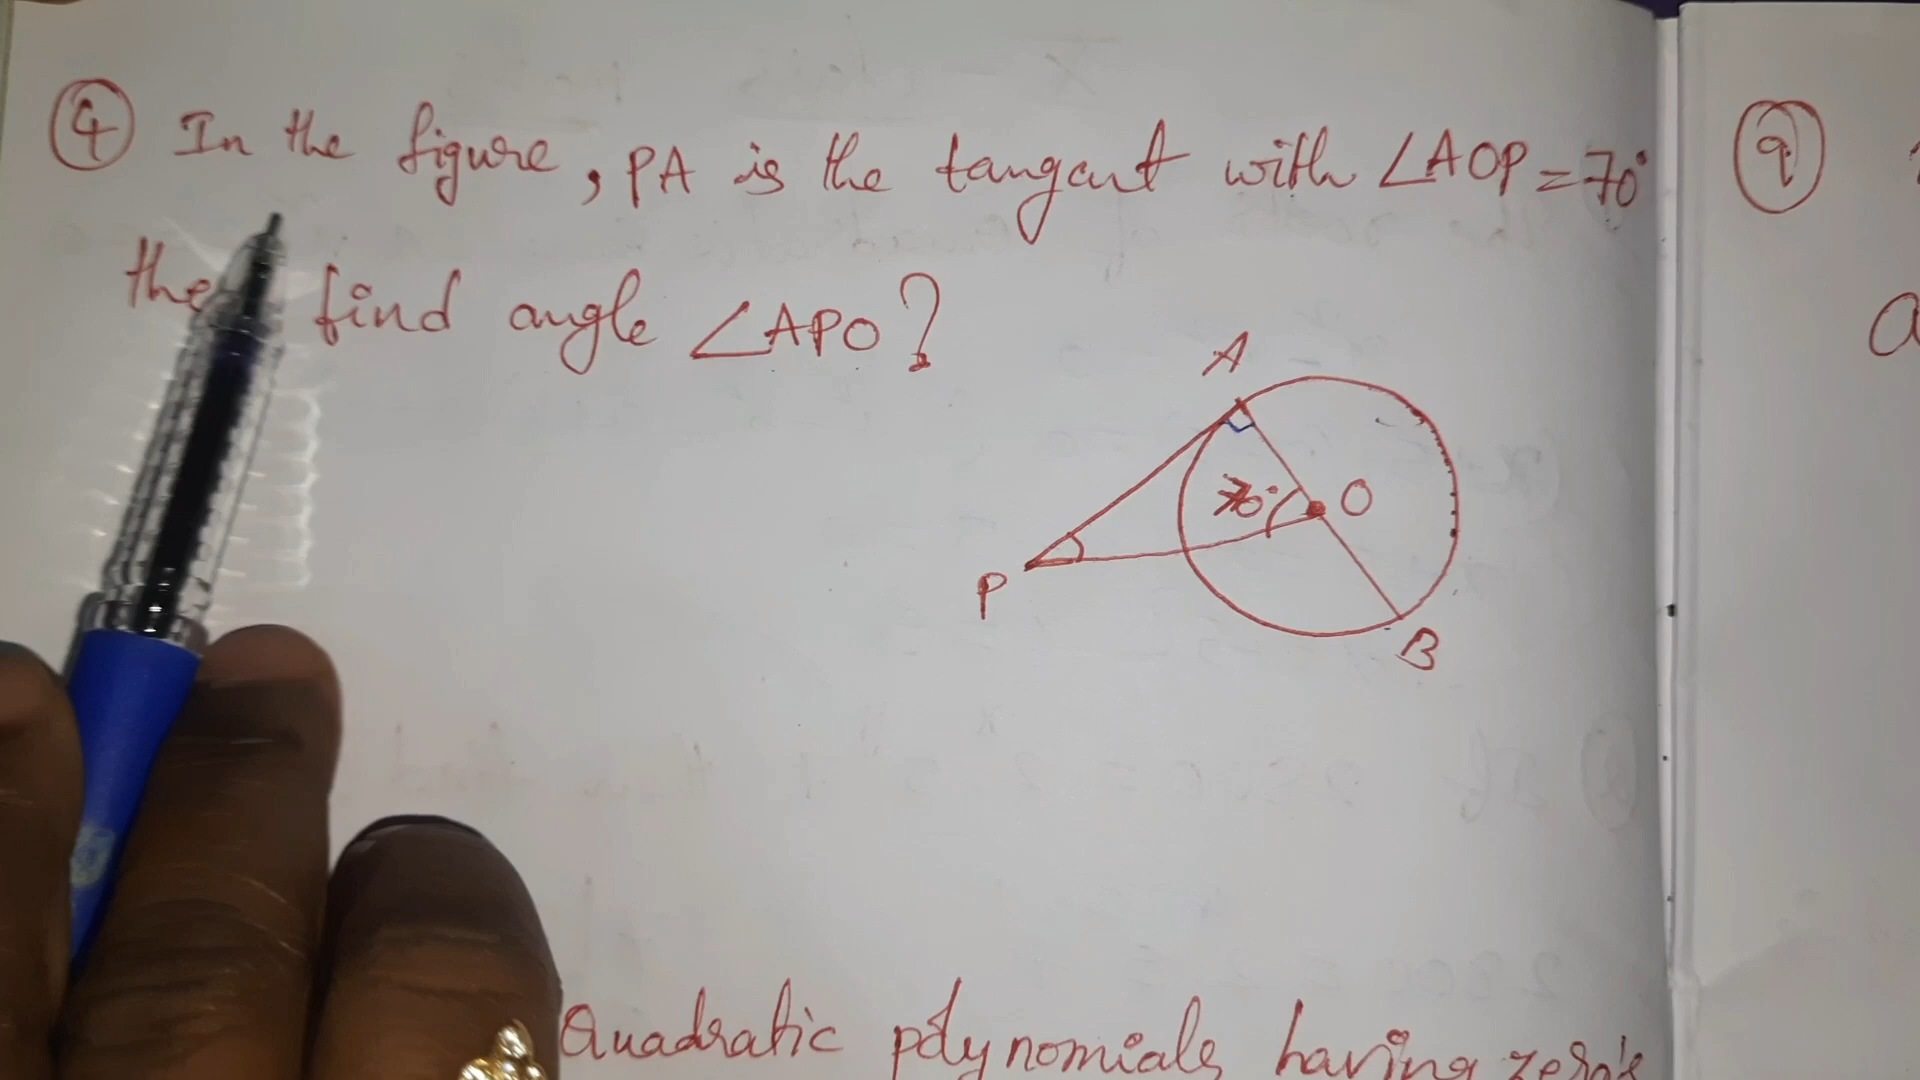 ④ In the figure, PA is the tangent with ∠AOP = 70°
the find angle ∠APO?
A
70°
O
P
B
Quadratic polynomials having zero's
9
a